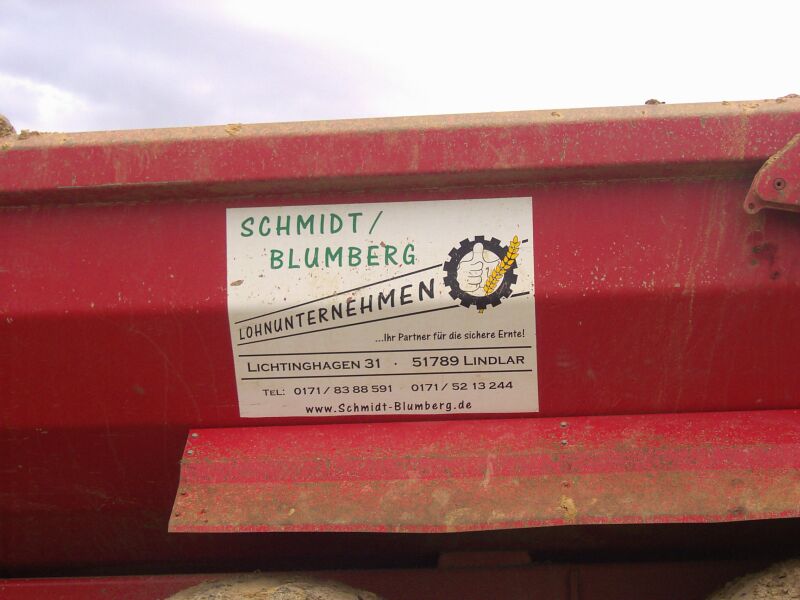 SCHMIDT/
BLUMBERG
LOHNUNTERNEHMEN
...Ihr Partner für die sichere Ernte!
LICHTINGHAGEN 31 · 51789 LINDLAR
TEL: 0171/ 83 88 591 0171/ 52 13 244
www.Schmidt-Blumberg.de